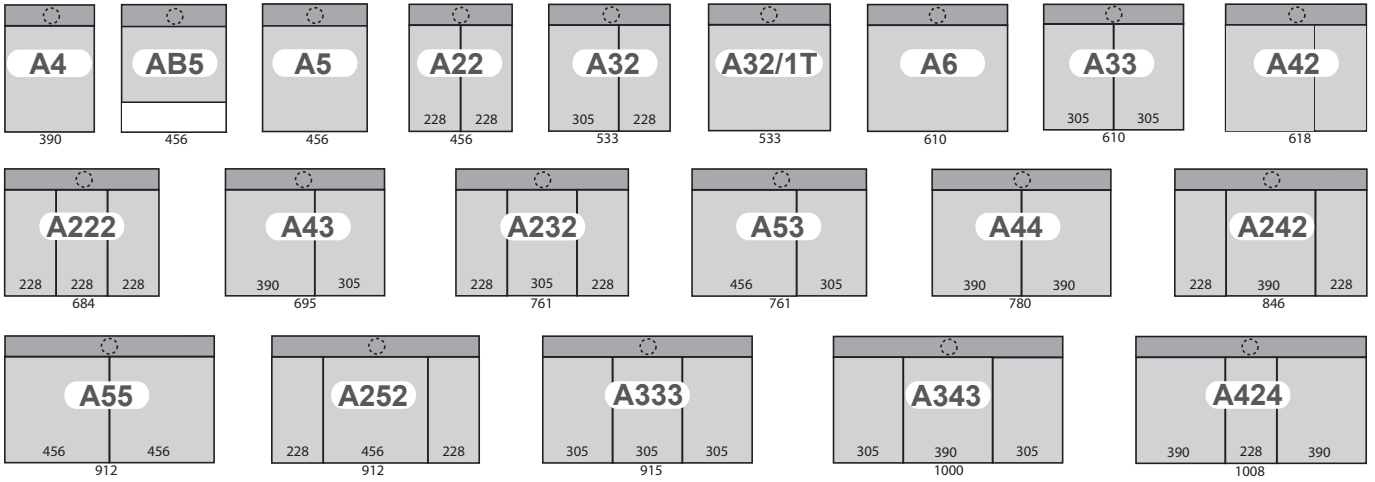 A4 AB5 A5 A22 A32 A32/1T A6 A33 A42
228 228 305 228 305 305
390 456 456 456 533 533 610 610 618
A222 A43 A232 A53 A44 A242
228 228 228 390 305 228 305 228 456 305 390 390 228 390 228
684 695 761 761 780 846
A55 A252 A333 A343 A424
456 456 228 456 228 305 305 305 305 390 305 390 228 390
912 912 915 1000 1008